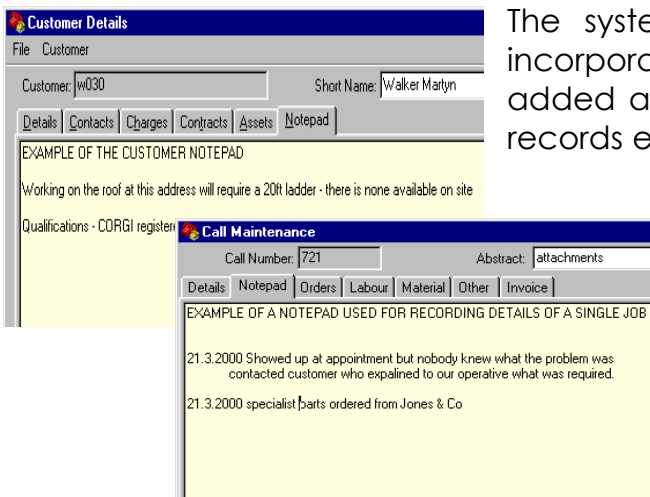 Customer Details
File Customer
Customer: w030 Short Name: Walker Martyn
Details Contacts Charges Contracts Assets Notepad
EXAMPLE OF THE CUSTOMER NOTEPAD
Working on the roof at this address will require a 20ft ladder - there is none available on site
Qualifications - CORGI register
The syste
incorpora
added a
records e
Call Maintenance
Call Number: 721 Abstract: attachments
Details Notepad Orders Labour Material Other Invoice
EXAMPLE OF A NOTEPAD USED FOR RECORDING DETAILS OF A SINGLE JOB
21.3.2000 Showed up at appointment but nobody knew what the problem was
contacted customer who expalined to our operative what was required.
21.3.2000 specialist parts ordered from Jones & Co